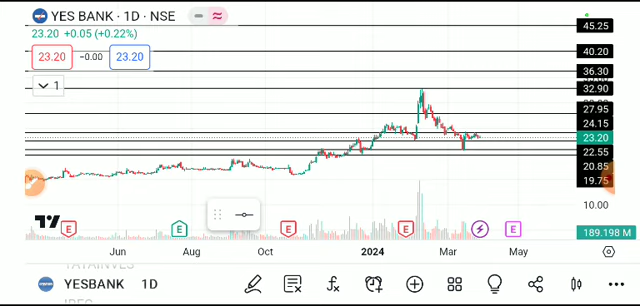 YES BANK · 1D · NSE
23.20 +0.05 (+0.22%)
23.20 −0.00 23.20
1
45.25
40.20
36.30
32.90
27.95
24.15
23.20
22.55
20.85
19.75
10.00
189.198 M
E E E E E
Jun Aug Oct 2024 Mar May
YESBANK 1D